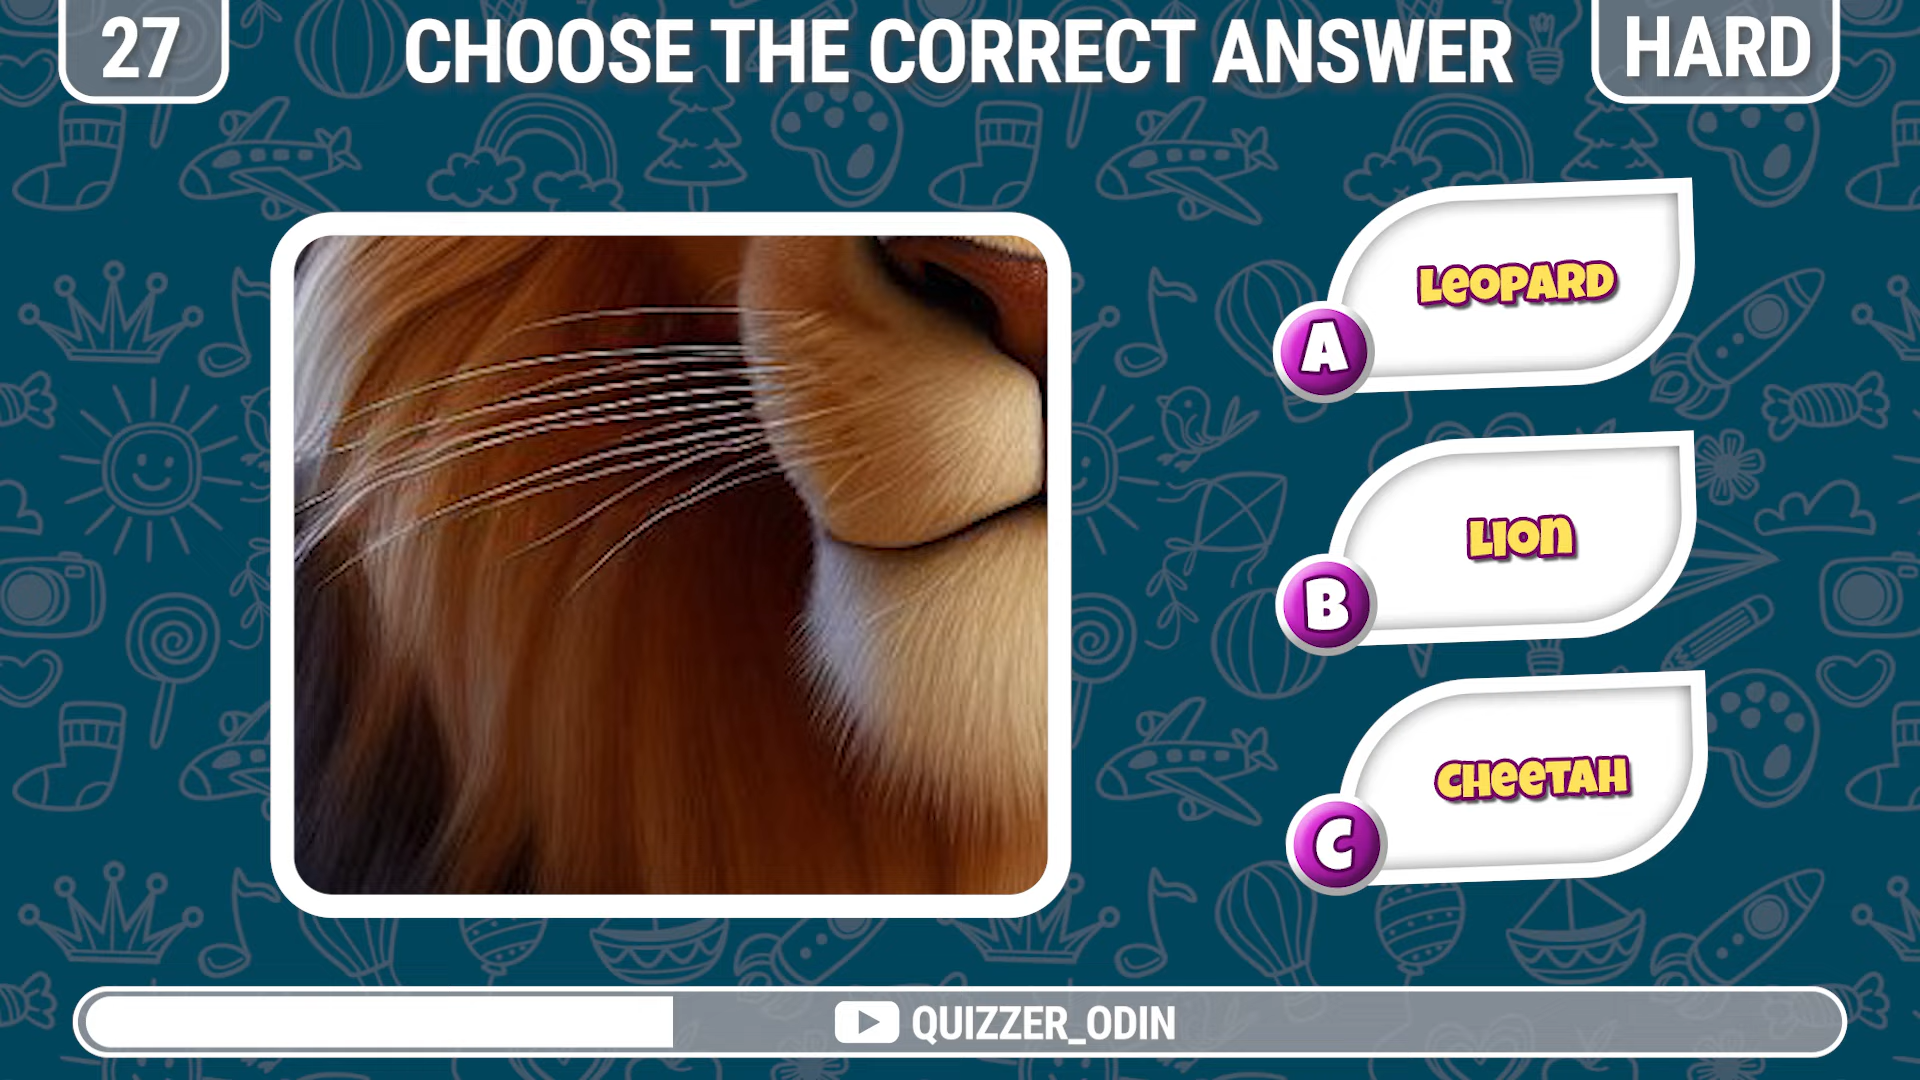 27
CHOOSE THE CORRECT ANSWER
HARD
A
LEOPARD
B
LION
C
CHEETAH
QUIZZER_ODIN